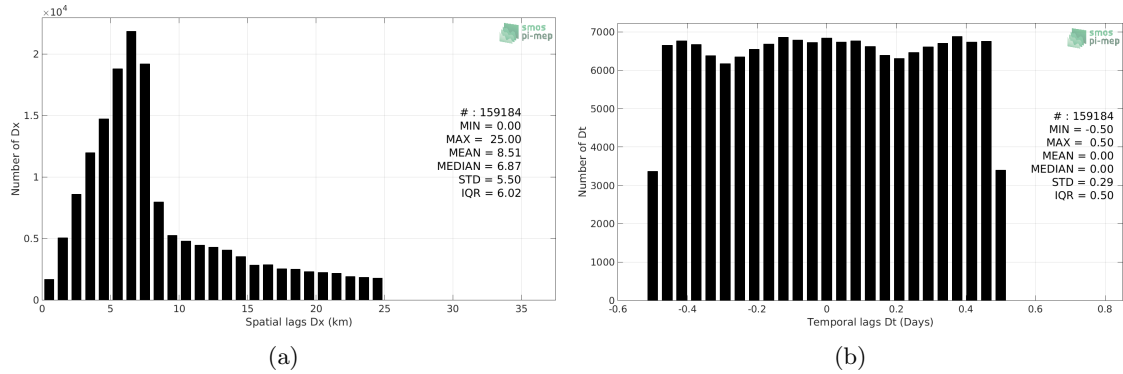 ×10⁴
2
1.5
1
0.5
0
0
5
10
15
20
25
30
35
Number of Dx
Spatial lags Dx (km)
smos
pi-mep
# : 159184
MIN = 0.00
MAX = 25.00
MEAN = 8.51
MEDIAN = 6.87
STD = 5.50
IQR = 6.02
(a)
7000
6000
5000
4000
3000
2000
1000
0
-0.6
-0.4
-0.2
0
0.2
0.4
0.6
0.8
Number of Dt
Temporal lags Dt (Days)
smos
pi-mep
# : 159184
MIN = -0.50
MAX = 0.50
MEAN = 0.00
MEDIAN = 0.00
STD = 0.29
IQR = 0.50
(b)